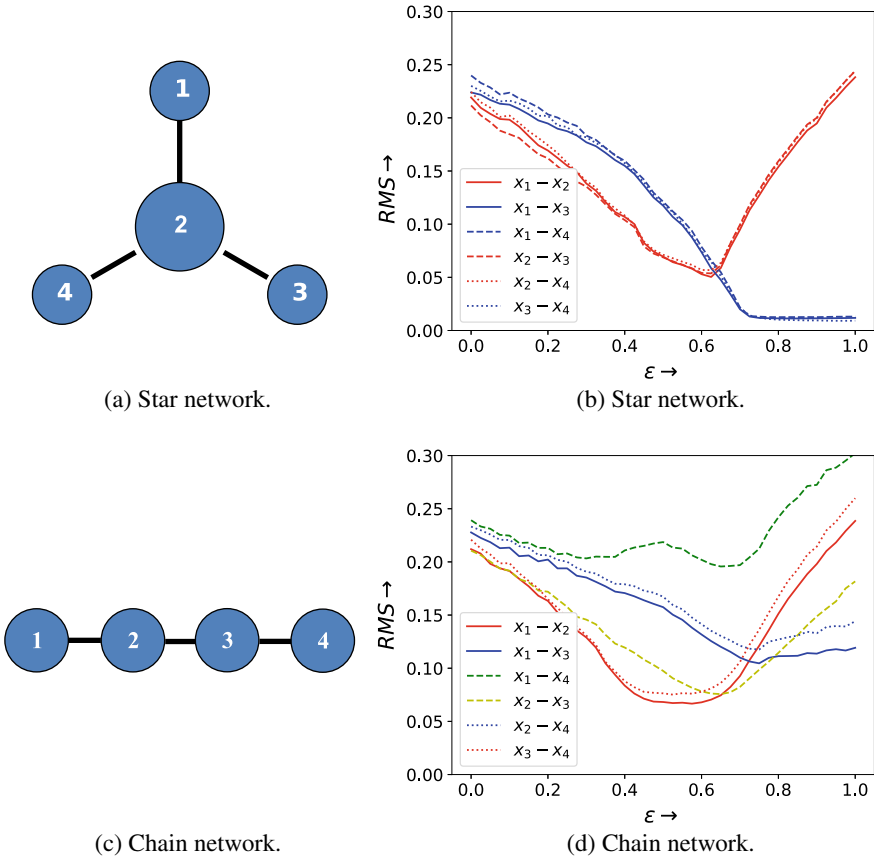 1
2
4
3
(a) Star network.
0.30
0.25
0.20
0.15
0.10
0.05
0.00
RMS→
x₁ − x₂
x₁ − x₃
x₁ − x₄
x₂ − x₃
x₂ − x₄
x₃ − x₄
0.0 0.2 0.4 0.6 0.8 1.0
ε→
(b) Star network.
1 2 3 4
(c) Chain network.
0.30
0.25
0.20
0.15
0.10
0.05
0.00
RMS→
x₁ − x₂
x₁ − x₃
x₁ − x₄
x₂ − x₃
x₂ − x₄
x₃ − x₄
0.0 0.2 0.4 0.6 0.8 1.0
ε→
(d) Chain network.